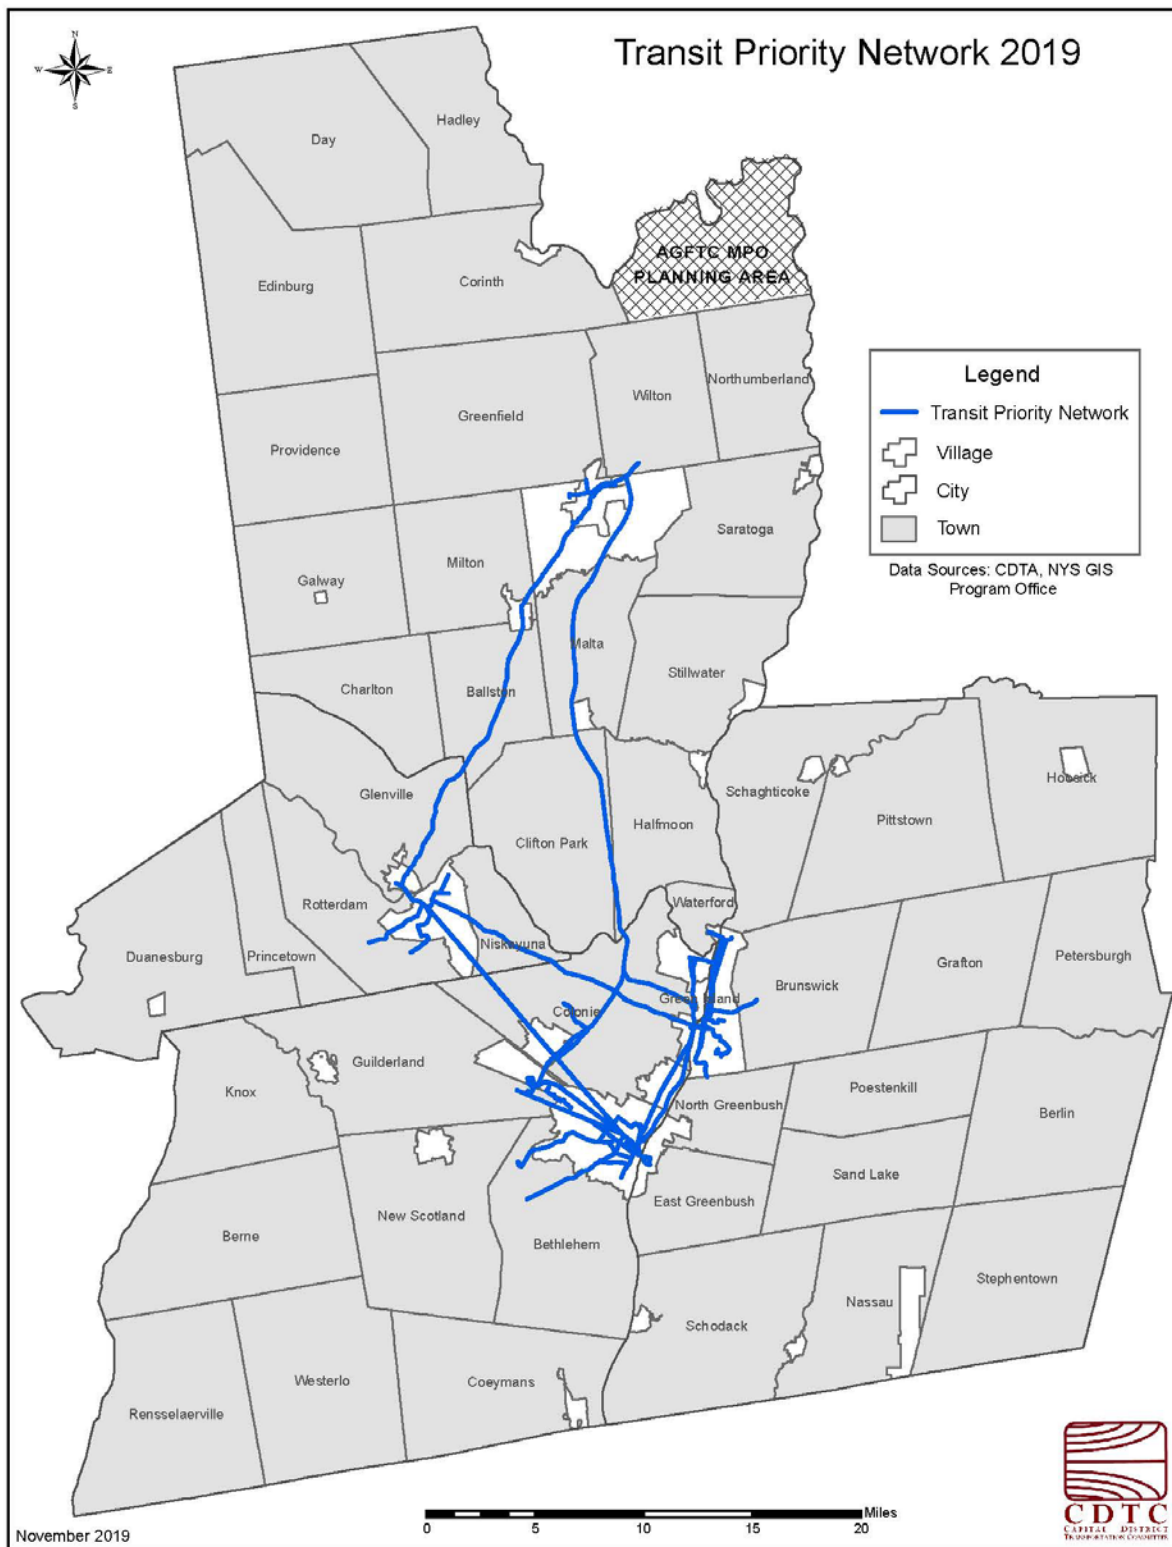 Transit Priority Network 2019
N
W
E
S
Hadley
Day
AGFTC MPO
PLANNING AREA
Corinth
Edinburg
Legend
Transit Priority Network
Village
City
Town
Data Sources: CDTA, NYS GIS
Program Office
Northumberland
Wilton
Greenfield
Providence
Saratoga
Milton
Galway
Malta
Stillwater
Charlton
Ballston
Hoosick
Schaghticoke
Glenville
Pittstown
Halfmoon
Clifton Park
Waterford
Rotterdam
Niskayuna
Duanesburg
Princetown
Petersburgh
Grafton
Brunswick
Green Island
Colonie
Guilderland
Knox
Poestenkill
North Greenbush
Berlin
Sand Lake
East Greenbush
New Scotland
Berne
Bethlehem
Stephentown
Nassau
Schodack
Westerlo
Coeymans
Rensselaerville
Miles
0 5 10 15 20
November 2019
CDTC
CAPITAL DISTRICT
TRANSPORTATION COMMITTEE